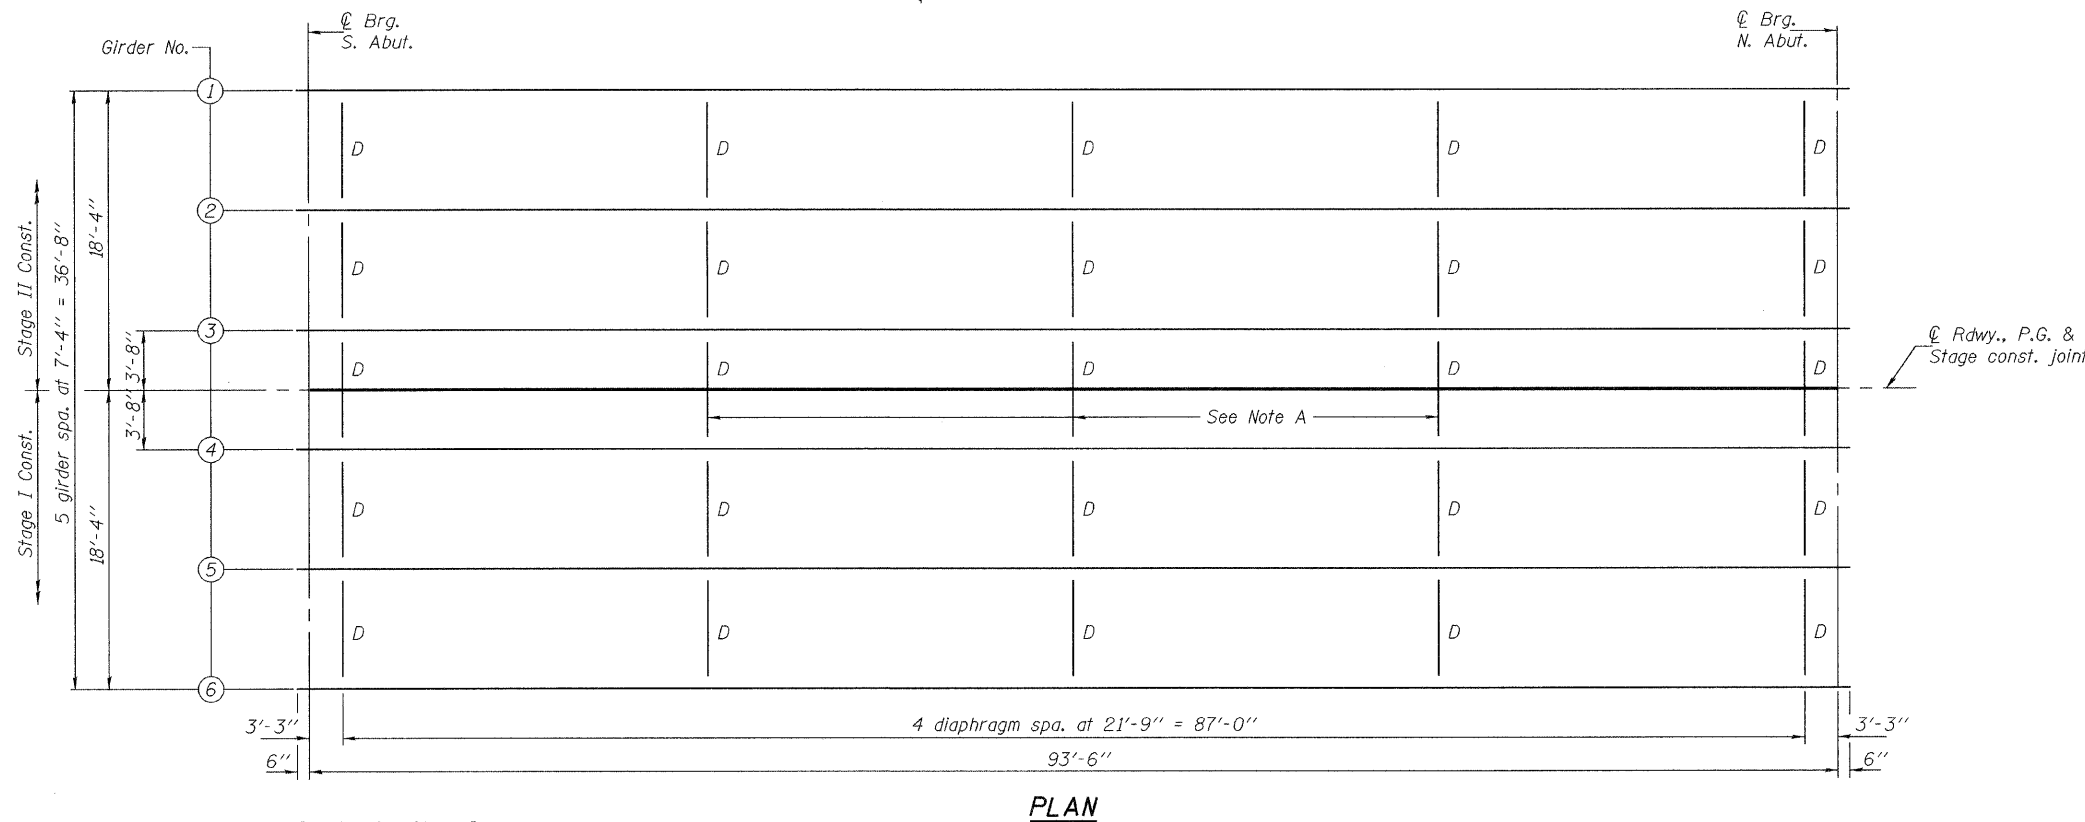 ℄ Brg.
S. Abut.
℄ Brg.
N. Abut.
Girder No.
1
D D D D D
2
D D D D D
3
D D D D D
℄ Rdwy., P.G. &
Stage const. joint
See Note A
4
D D D D D
5
D D D D D
6
Stage II Const.
Stage I Const.
5 girder spa. at 7'-4" = 36'-8"
18'-4"
18'-4"
3'-8"
3'-8"
3'-3"
4 diaphragm spa. at 21'-9" = 87'-0"
3'-3"
6"
93'-6"
6"
PLAN